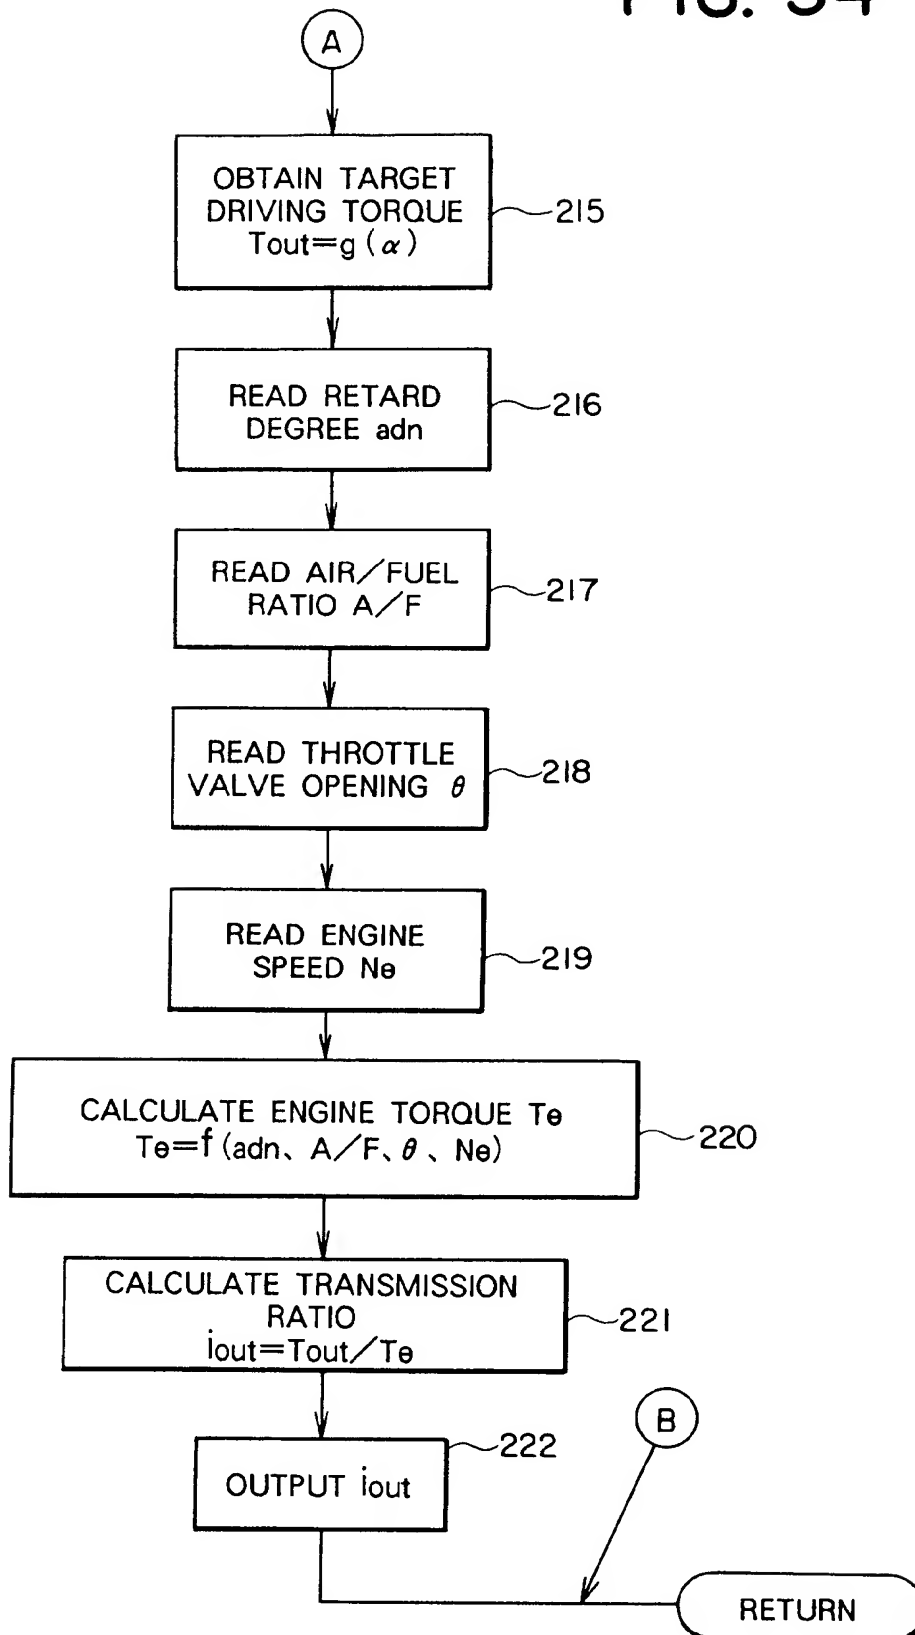 FIG. 34
A
OBTAIN TARGET
DRIVING TORQUE
Tout=g(α)
215
READ RETARD
DEGREE adn
216
READ AIR/FUEL
RATIO A/F
217
READ THROTTLE
VALVE OPENING θ
218
READ ENGINE
SPEED Ne
219
CALCULATE ENGINE TORQUE Te
Te=f(adn、A/F、θ、Ne)
220
CALCULATE TRANSMISSION
RATIO
iout=Tout/Te
221
B
222
OUTPUT iout
RETURN